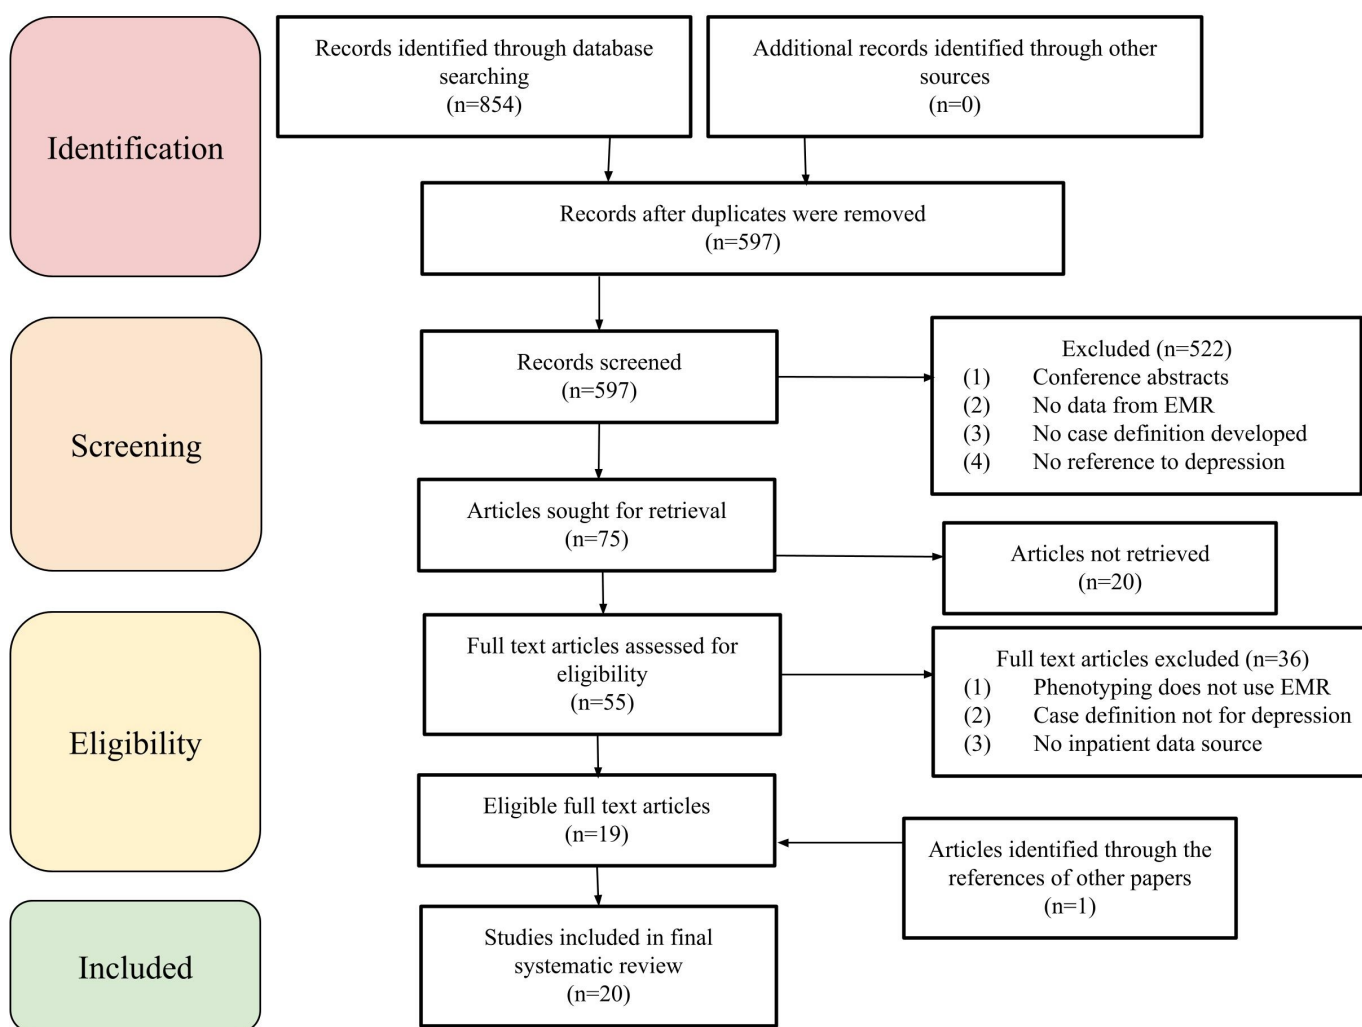 Identification
Records identified through database
searching
(n=854)
Additional records identified through other
sources
(n=0)
Records after duplicates were removed
(n=597)
Screening
Records screened
(n=597)
Excluded (n=522)
(1) Conference abstracts
(2) No data from EMR
(3) No case definition developed
(4) No reference to depression
Articles sought for retrieval
(n=75)
Articles not retrieved
(n=20)
Eligibility
Full text articles assessed for
eligibility
(n=55)
Full text articles excluded (n=36)
(1) Phenotyping does not use EMR
(2) Case definition not for depression
(3) No inpatient data source
Eligible full text articles
(n=19)
Articles identified through the
references of other papers
(n=1)
Included
Studies included in final
systematic review
(n=20)